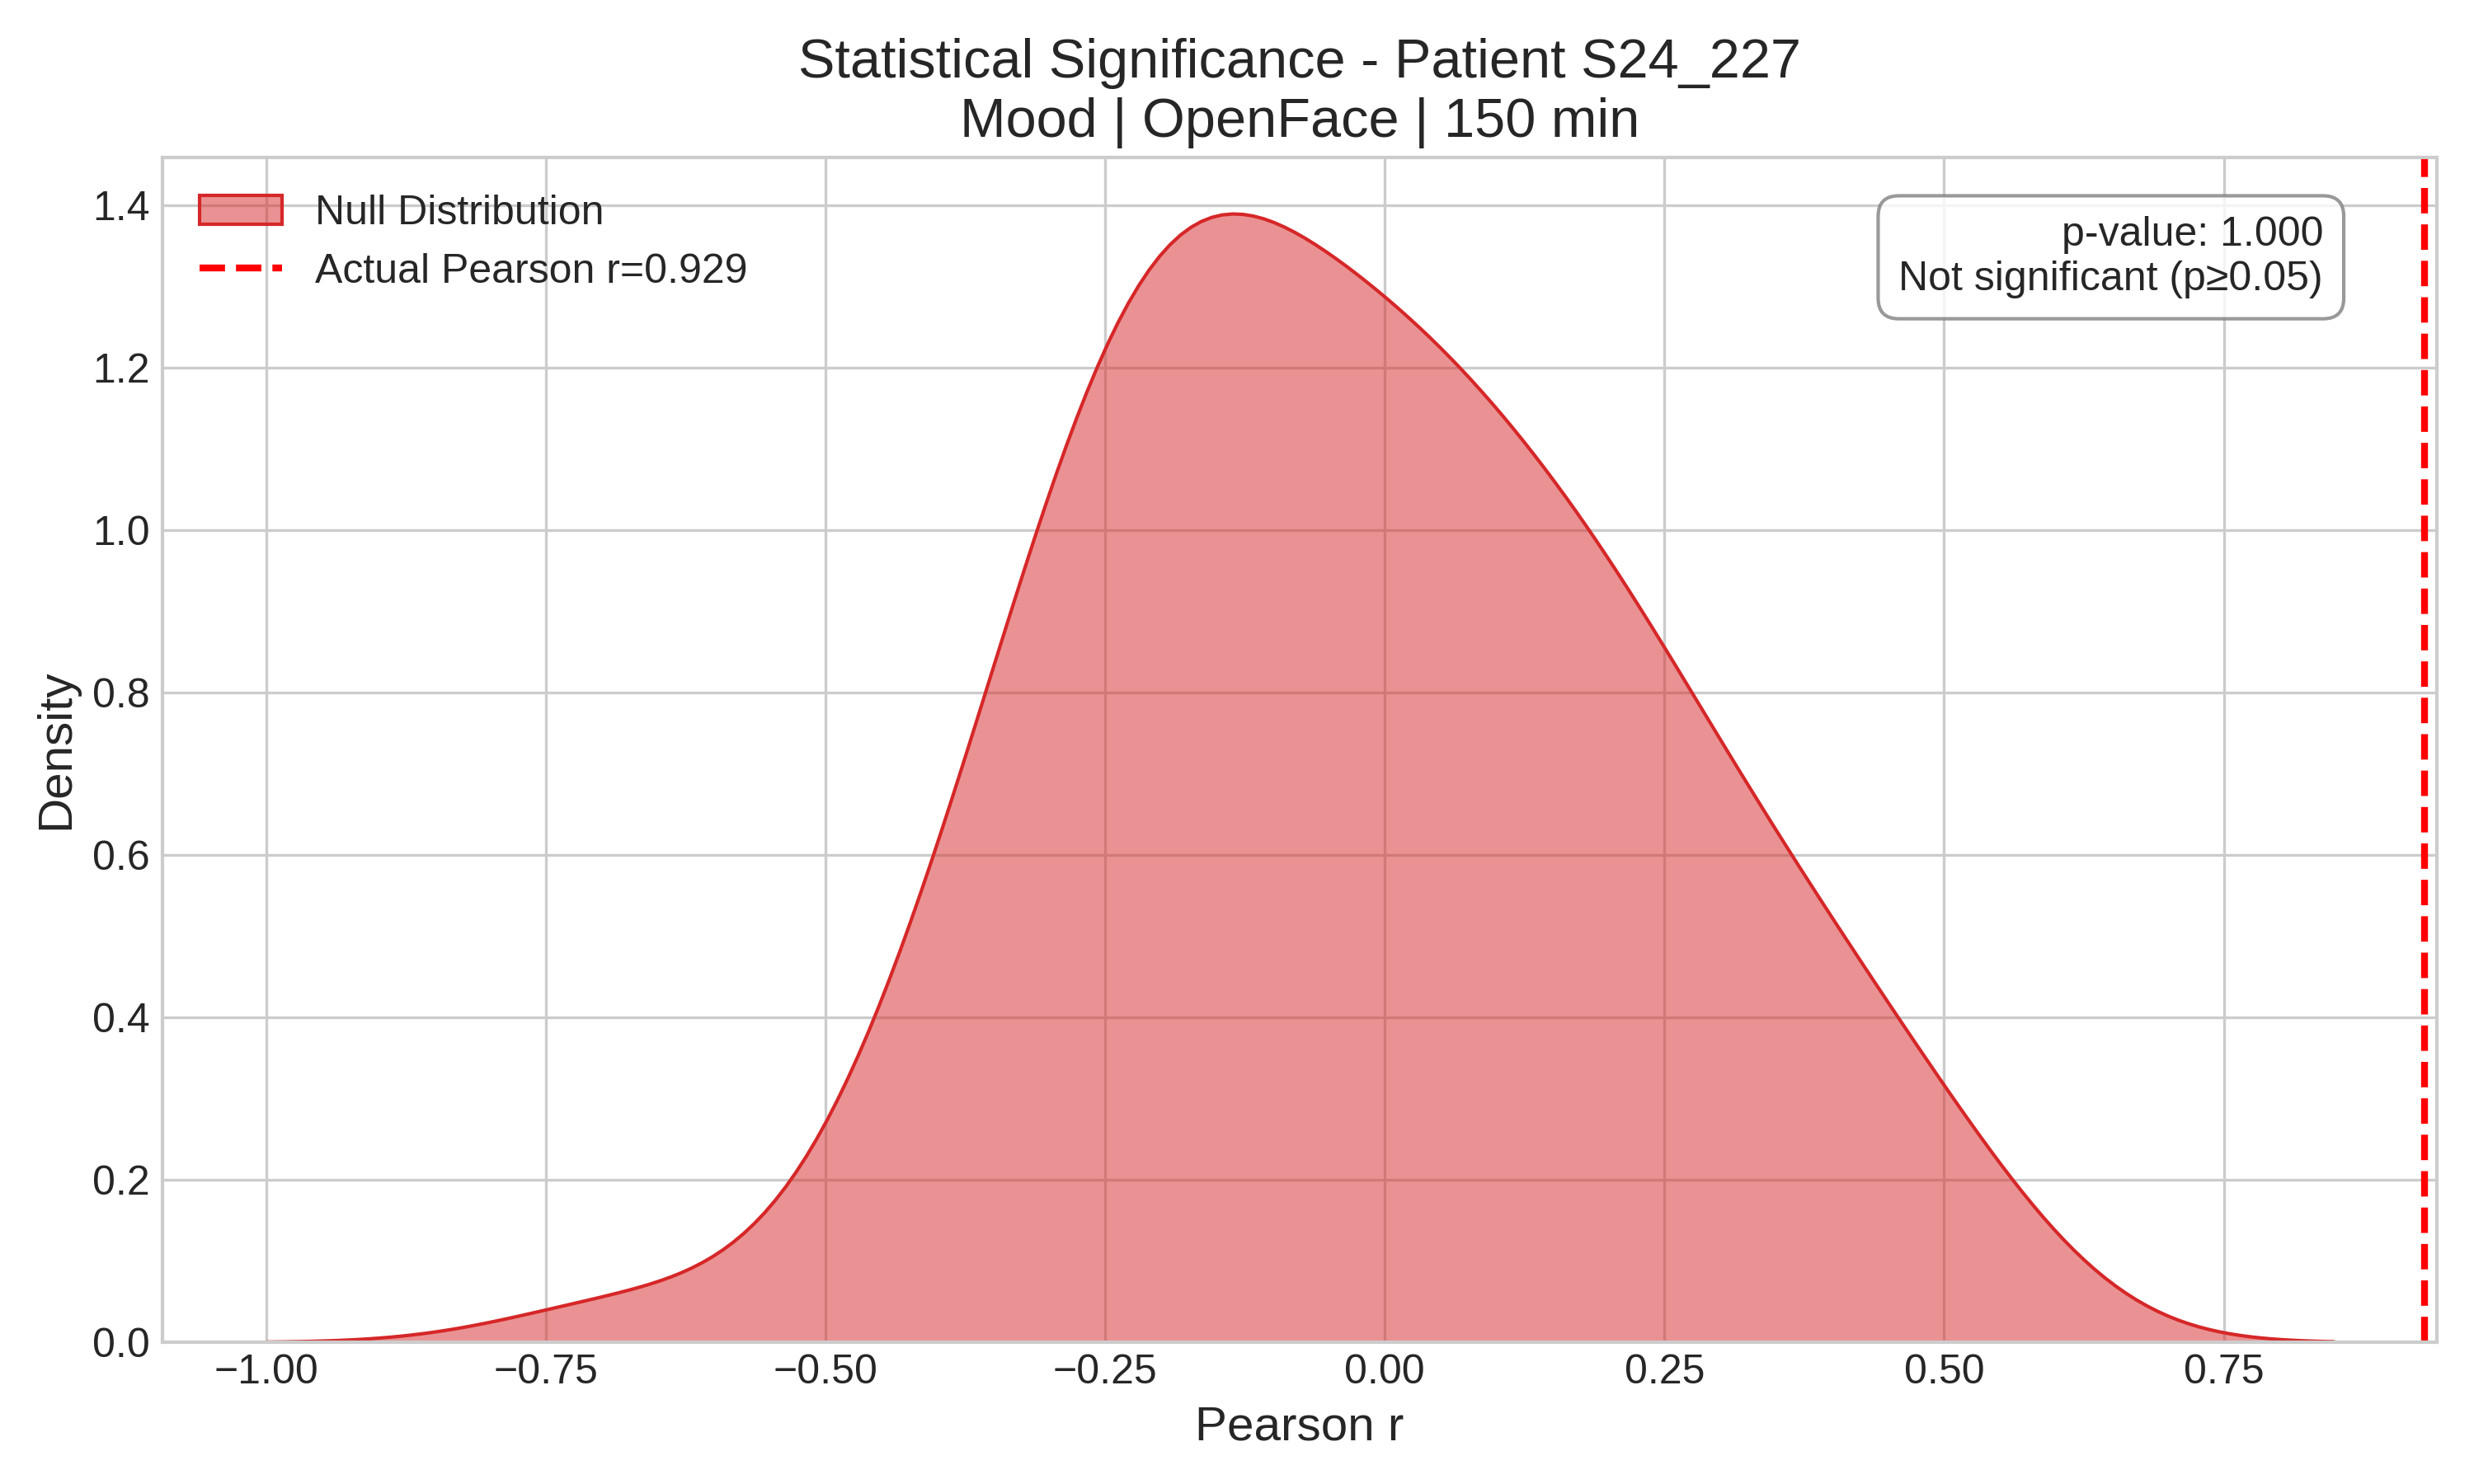 Statistical Significance - Patient S24_227
Mood | OpenFace | 150 min
Null Distribution
Actual Pearson r=0.929
p-value: 1.000
Not significant (p≥0.05)
Density
1.4
1.2
1.0
0.8
0.6
0.4
0.2
0.0
−1.00 −0.75 −0.50 −0.25 0.00 0.25 0.50 0.75
Pearson r